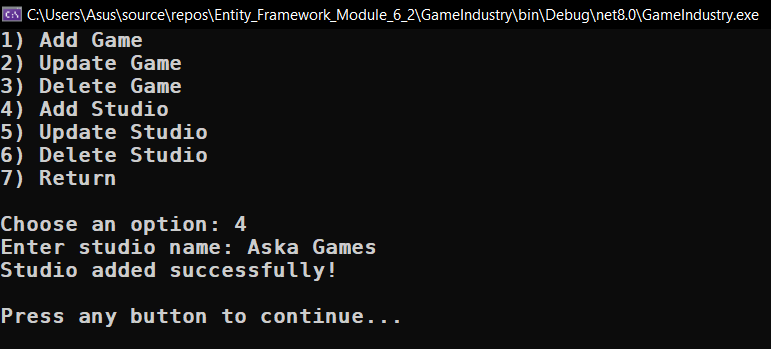 C:\Users\Asus\source\repos\Entity_Framework_Module_6_2\GameIndustry\bin\Debug\net8.0\GameIndustry.exe
1) Add Game
2) Update Game
3) Delete Game
4) Add Studio
5) Update Studio
6) Delete Studio
7) Return
Choose an option: 4
Enter studio name: Aska Games
Studio added successfully!
Press any button to continue...